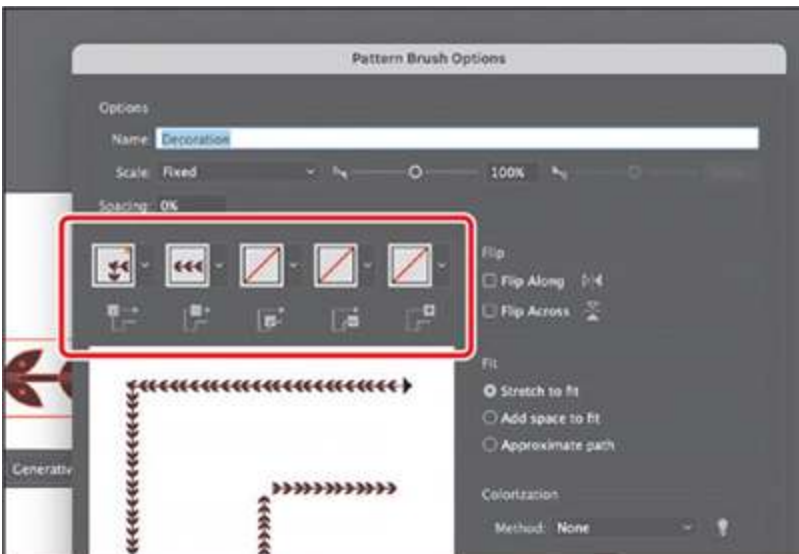 Pattern Brush Options
Options
Name: Decoration
Scale: Fixed 100%
Spacing: 0%
Flip
Flip Along
Flip Across
Fit
Stretch to fit
Add space to fit
Approximate path
Generative
Colorization
Method: None